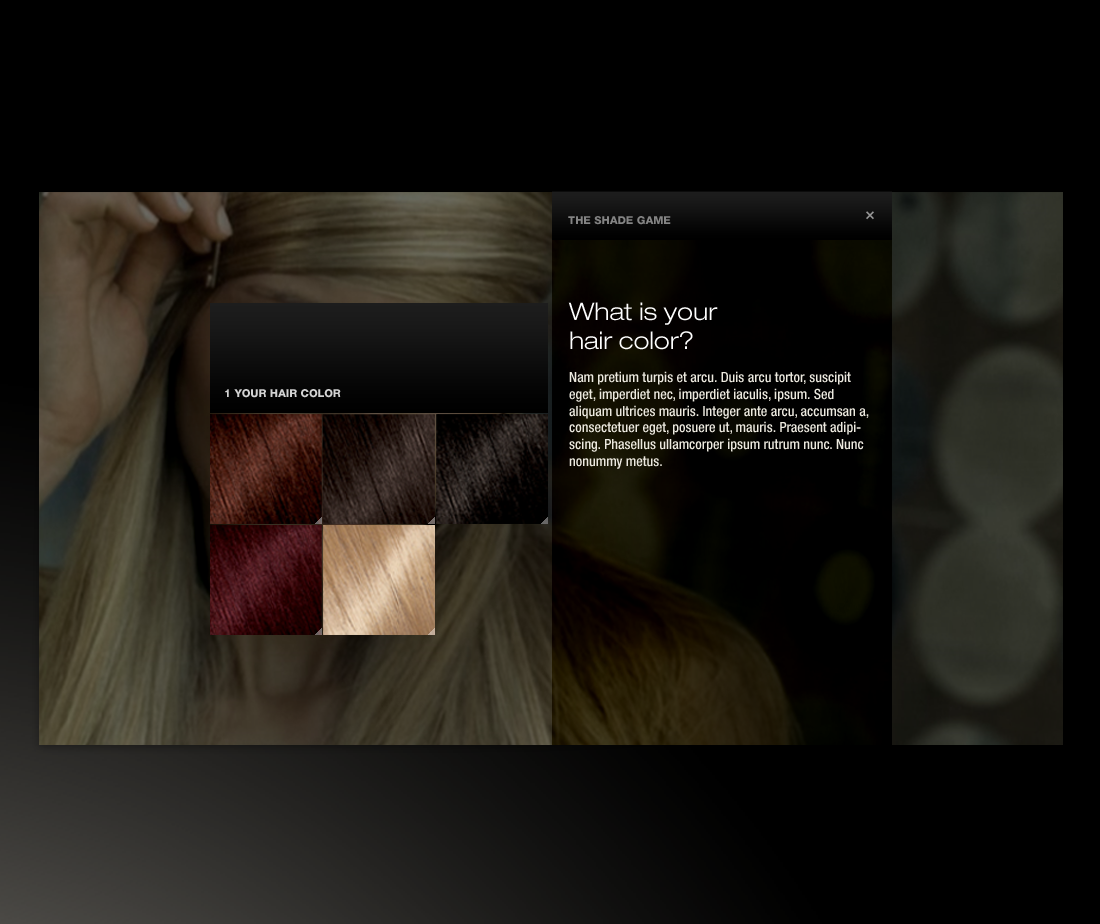 THE SHADE GAME
×
What is your
hair color?
Nam pretium turpis et arcu. Duis arcu tortor, suscipit
eget, imperdiet nec, imperdiet iaculis, ipsum. Sed
aliquam ultrices mauris. Integer ante arcu, accumsan a,
consectetuer eget, posuere ut, mauris. Praesent adipi-
scing. Phasellus ullamcorper ipsum rutrum nunc. Nunc
nonummy metus.
1 YOUR HAIR COLOR